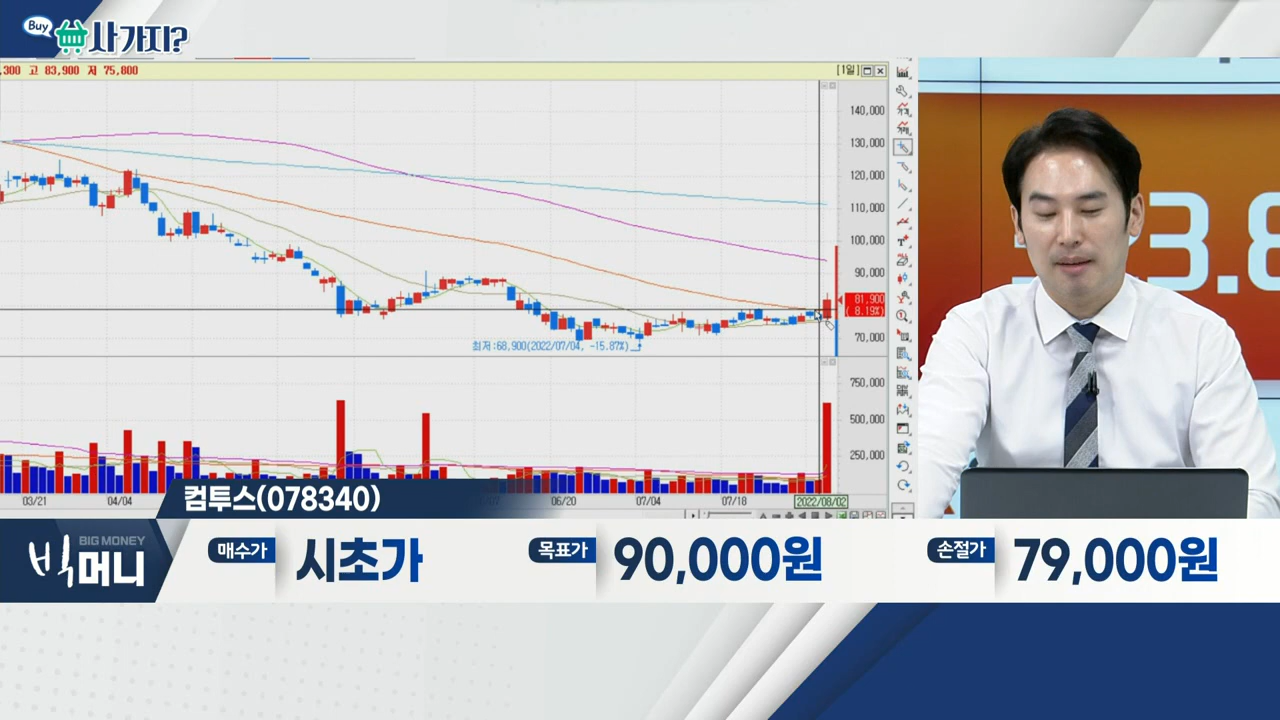 Buy
사 가지?
,300 고 83,900 저 75,800
[1일]
140,000
130,000
120,000
110,000
100,000
90,000
81,900
( 8.19%)
70,000
최저:68,900(2022/07/04, -15.87%)
750,000
500,000
250,000
03/21
04/04
06/20
07/04
07/18
2022/08/02
3.8
컴투스(078340)
BIG MONEY
빅머니
매수가
시초가
목표가
90,000원
손절가
79,000원